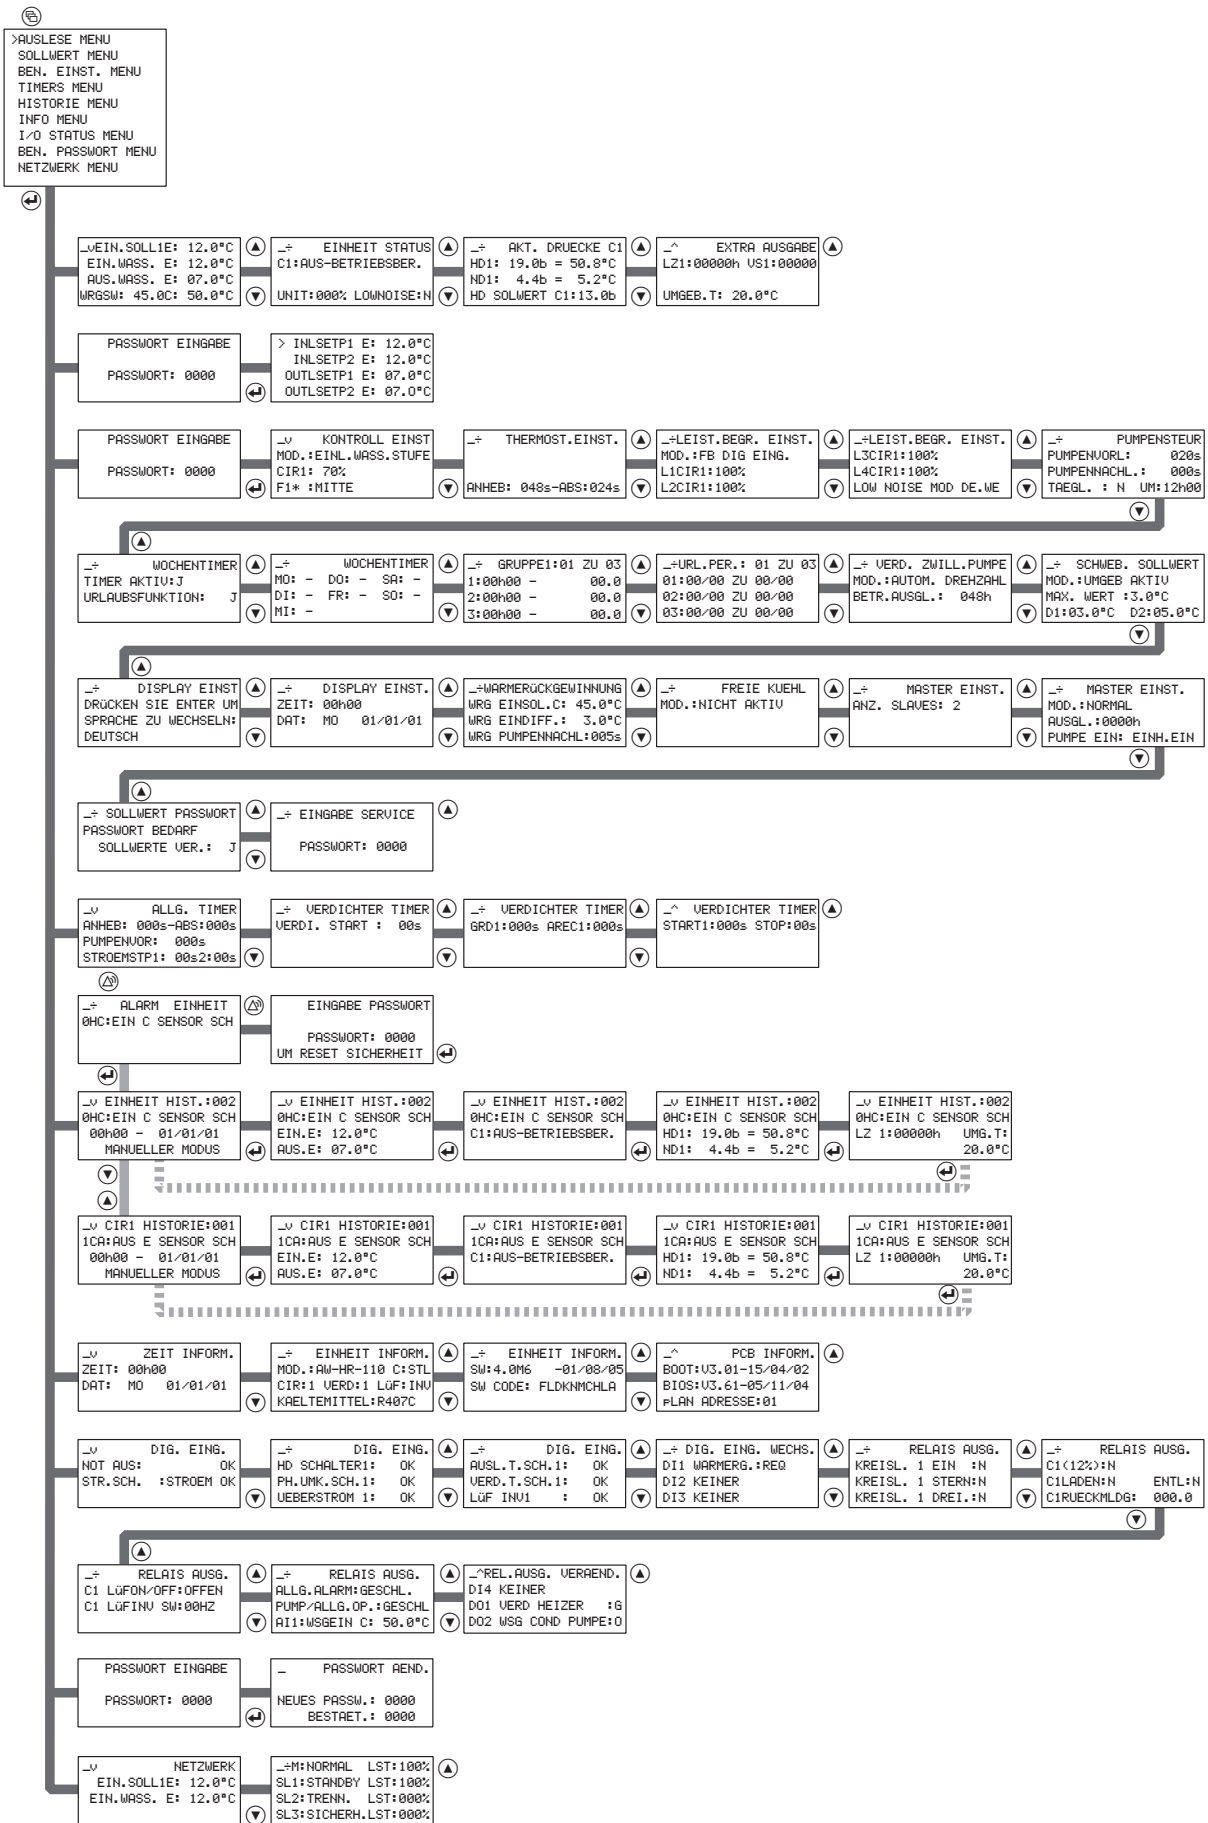 >AUSLESE MENU
SOLLWERT MENU
BEN. EINST. MENU
TIMERS MENU
HISTORIE MENU
INFO MENU
I/O STATUS MENU
BEN. PASSWORT MENU
NETZWERK MENU
_vEIN.SOLL1E: 12.0°C
EIN.WASS. E: 12.0°C
AUS.WASS. E: 07.0°C
WRGSW: 45.0C: 50.0°C
_÷ EINHEIT STATUS
C1:AUS-BETRIEBSBER.
UNIT:000% LOWNOISE:N
_÷ AKT. DRUECKE C1
HD1: 19.0b = 50.8°C
ND1: 4.4b = 5.2°C
HD SOLWERT C1:13.0b
_^ EXTRA AUSGABE
LZ1:00000h VS1:00000
UMGEB.T: 20.0°C
PASSWORT EINGABE
PASSWORT: 0000
> INLSETP1 E: 12.0°C
INLSETP2 E: 12.0°C
OUTLSETP1 E: 07.0°C
OUTLSETP2 E: 07.0°C
PASSWORT EINGABE
PASSWORT: 0000
_v KONTROLL EINST
MOD.:EINL.WASS.STUFE
CIR1: 70%
F1* :MITTE
_÷ THERMOST.EINST.
ANHEB: 048s-ABS:024s
_÷LEIST.BEGR. EINST.
MOD.:FB DIG EING.
L1CIR1:100%
L2CIR1:100%
_÷LEIST.BEGR. EINST.
L3CIR1:100%
L4CIR1:100%
LOW NOISE MOD DE.WE
_÷ PUMPENSTEUR
PUMPENVORL: 020s
PUMPENNACHL.: 000s
TAEGL. : N UM:12h00
_÷ WOCHENTIMER
TIMER AKTIV:J
URLAUBSFUNKTION: J
_÷ WOCHENTIMER
MO: - DO: - SA: -
DI: - FR: - SO: -
MI: -
_÷ GRUPPE1:01 ZU 03
1:00h00 - 00.0
2:00h00 - 00.0
3:00h00 - 00.0
_÷URL.PER.: 01 ZU 03
01:00/00 ZU 00/00
02:00/00 ZU 00/00
03:00/00 ZU 00/00
_÷ VERD. ZWILL.PUMPE
MOD.:AUTOM. DREHZAHL
BETR.AUSGL.: 048h
_÷ SCHWEB. SOLLWERT
MOD.:UMGEB AKTIV
MAX. WERT :3.0°C
D1:03.0°C D2:05.0°C
_÷ DISPLAY EINST
DRüCKEN SIE ENTER UM
SPRACHE ZU WECHSELN:
DEUTSCH
_÷ DISPLAY EINST.
ZEIT: 00h00
DAT: MO 01/01/01
_÷WARMERüCKGEWINNUNG
WRG EINSOL.C: 45.0°C
WRG EINDIFF.: 3.0°C
WRG PUMPENNACHL:005s
_÷ FREIE KUEHL
MOD.:NICHT AKTIV
_÷ MASTER EINST.
ANZ. SLAVES: 2
_÷ MASTER EINST.
MOD.:NORMAL
AUSGL.:0000h
PUMPE EIN: EINH.EIN
_÷ SOLLWERT PASSWORT
PASSWORT BEDARF
SOLLWERTE VER.: J
_÷ EINGABE SERVICE
PASSWORT: 0000
_v ALLG. TIMER
ANHEB: 000s-ABS:000s
PUMPENVOR: 000s
STROEMSTP1: 00s2:00s
_÷ VERDICHTER TIMER
VERDI. START : 00s
_÷ VERDICHTER TIMER
GRD1:000s AREC1:000s
_^ VERDICHTER TIMER
START1:000s STOP:00s
_÷ ALARM EINHEIT
0HC:EIN C SENSOR SCH
EINGABE PASSWORT
PASSWORT: 0000
UM RESET SICHERHEIT
_v EINHEIT HIST.:002
0HC:EIN C SENSOR SCH
00h00 - 01/01/01
MANUELLER MODUS
_v EINHEIT HIST.:002
0HC:EIN C SENSOR SCH
EIN.E: 12.0°C
AUS.E: 07.0°C
_v EINHEIT HIST.:002
0HC:EIN C SENSOR SCH
C1:AUS-BETRIEBSBER.
_v EINHEIT HIST.:002
0HC:EIN C SENSOR SCH
HD1: 19.0b = 50.8°C
ND1: 4.4b = 5.2°C
_v EINHEIT HIST.:002
0HC:EIN C SENSOR SCH
LZ 1:00000h UMG.T:
20.0°C
_v CIR1 HISTORIE:001
1CA:AUS E SENSOR SCH
00h00 - 01/01/01
MANUELLER MODUS
_v CIR1 HISTORIE:001
1CA:AUS E SENSOR SCH
EIN.E: 12.0°C
AUS.E: 07.0°C
_v CIR1 HISTORIE:001
1CA:AUS E SENSOR SCH
C1:AUS-BETRIEBSBER.
_v CIR1 HISTORIE:001
1CA:AUS E SENSOR SCH
HD1: 19.0b = 50.8°C
ND1: 4.4b = 5.2°C
_v CIR1 HISTORIE:001
1CA:AUS E SENSOR SCH
LZ 1:00000h UMG.T:
20.0°C
_v ZEIT INFORM.
ZEIT: 00h00
DAT: MO 01/01/01
_÷ EINHEIT INFORM.
MOD.:AW-HR-110 C:STL
CIR:1 VERD:1 LüF:INV
KAELTEMITTEL:R407C
_÷ EINHEIT INFORM.
SW:4.0M6 -01/08/05
SW CODE: FLDKNMCHLA
_^ PCB INFORM.
BOOT:V3.01-15/04/02
BIOS:V3.61-05/11/04
pLAN ADRESSE:01
_v DIG. EING.
NOT AUS: OK
STR.SCH. :STROEM OK
_÷ DIG. EING.
HD SCHALTER1: OK
PH.UMK.SCH.1: OK
UEBERSTROM 1: OK
_÷ DIG. EING.
AUSL.T.SCH.1: OK
VERD.T.SCH.1: OK
LüF INV1 : OK
_÷ DIG. EING. WECHS.
DI1 WARMERG.:REQ
DI2 KEINER
DI3 KEINER
_÷ RELAIS AUSG.
KREISL. 1 EIN :N
KREISL. 1 STERN:N
KREISL. 1 DREI.:N
_÷ RELAIS AUSG.
C1(12%):N
C1LADEN:N ENTL:N
C1RUECKMLDG: 000.0
_÷ RELAIS AUSG.
C1 LüFON/OFF:OFFEN
C1 LüFINV SW:00HZ
_÷ RELAIS AUSG.
ALLG.ALARM:GESCHL.
PUMP/ALLG.OP.:GESCHL
AI1:WSGEIN C: 50.0°C
_^REL.AUSG. VERAEND.
DI4 KEINER
DO1 VERD HEIZER :G
DO2 WSG COND PUMPE:O
PASSWORT EINGABE
PASSWORT: 0000
_ PASSWORT AEND.
NEUES PASSW.: 0000
BESTAET.: 0000
_v NETZWERK
EIN.SOLL1E: 12.0°C
EIN.WASS. E: 12.0°C
_÷M:NORMAL LST:100%
SL1:STANDBY LST:100%
SL2:TRENN. LST:000%
SL3:SICHERH.LST:000%